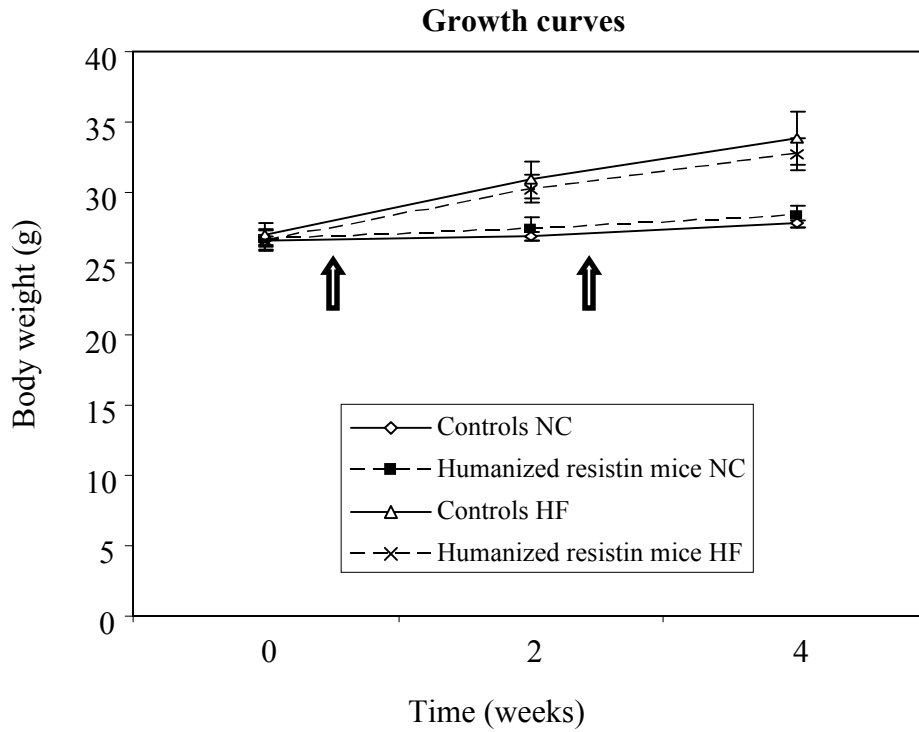 Growth curves
40
35
30
25
20
15
10
5
0
Body weight (g)
Controls NC
Humanized resistin mice NC
Controls HF
Humanized resistin mice HF
0 2 4
Time (weeks)